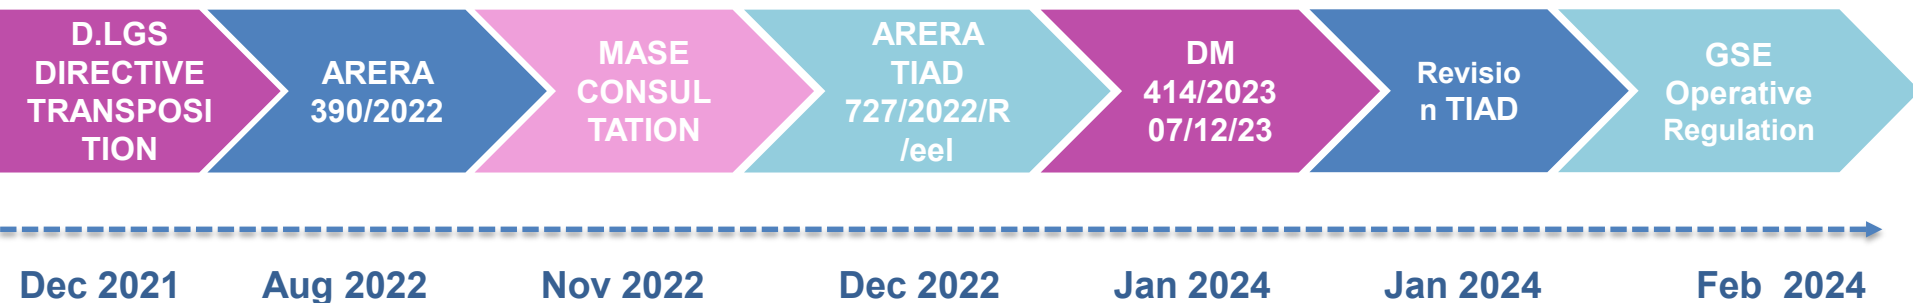 D.LGS
DIRECTIVE
TRANSPOSI
TION
ARERA
390/2022
MASE
CONSUL
TATION
ARERA
TIAD
727/2022/R
/eel
DM
414/2023
07/12/23
Revisio
n TIAD
GSE
Operative
Regulation
Dec 2021
Aug 2022
Nov 2022
Dec 2022
Jan 2024
Jan 2024
Feb 2024